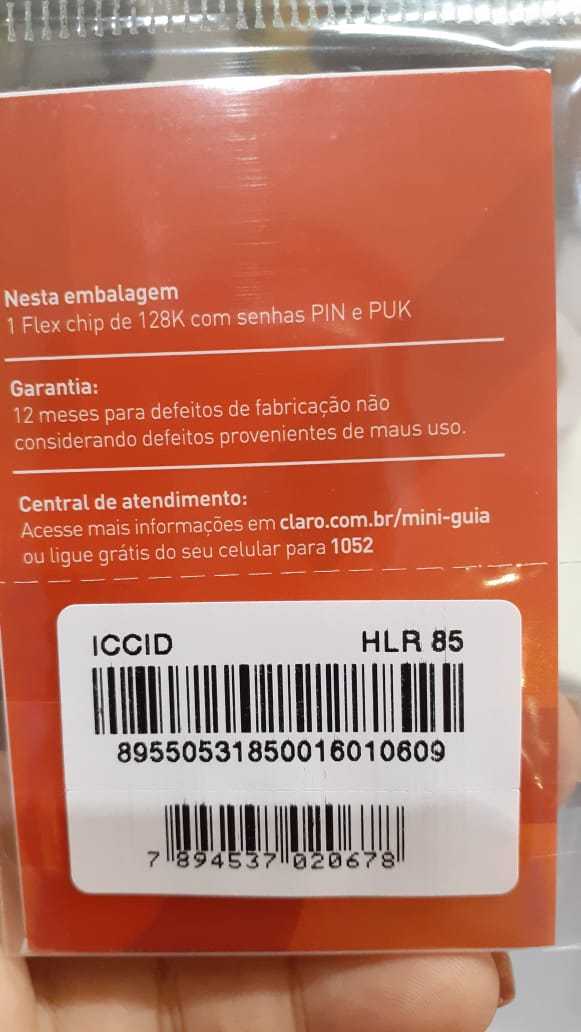 Nesta embalagem
1 Flex chip de 128K com senhas PIN e PUK
Garantia:
12 meses para defeitos de fabricação não
considerando defeitos provenientes de maus uso.
Central de atendimento:
Acesse mais informações em claro.com.br/mini-guia
ou ligue grátis do seu celular para 1052
ICCID HLR 85
89550531850016010609
7 894537 020678